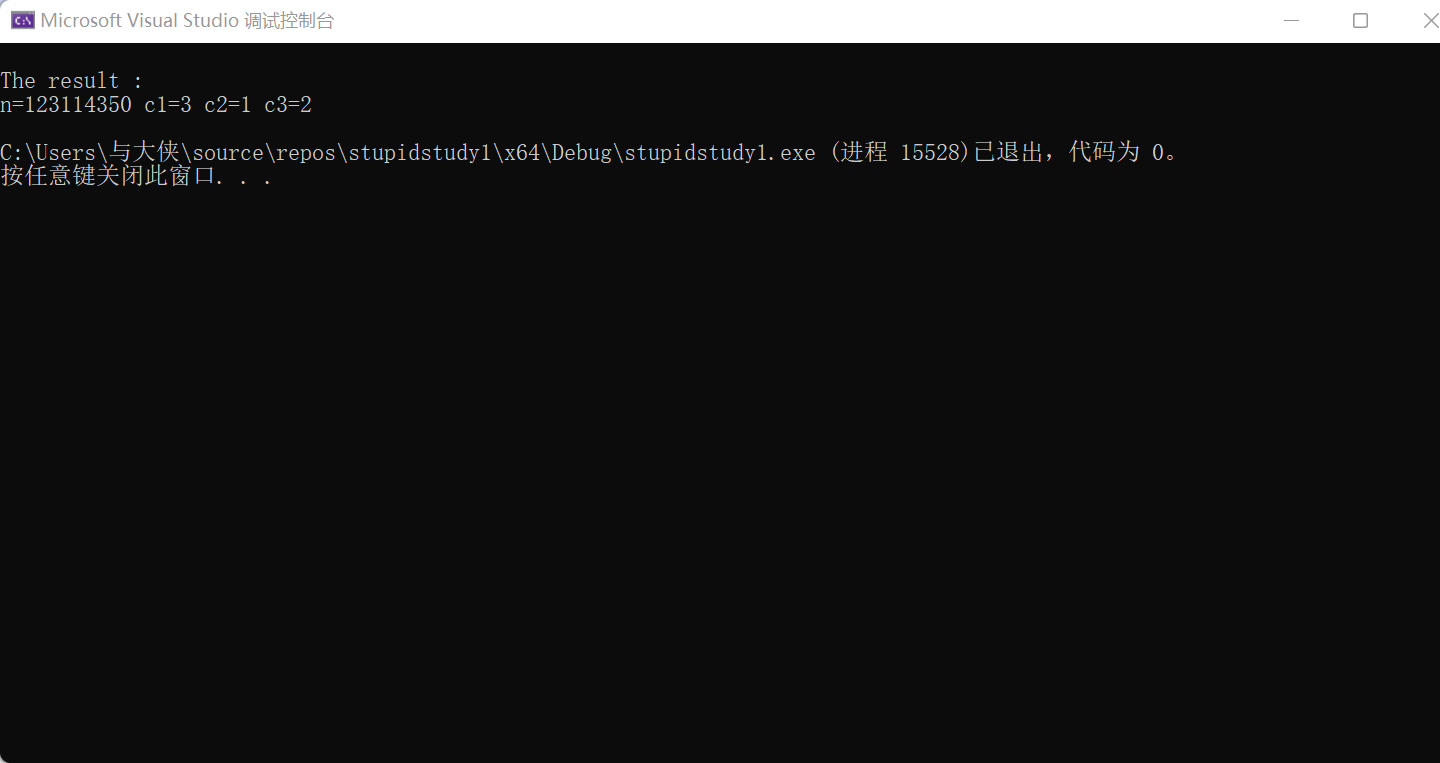 Microsoft Visual Studio 调试控制台
The result :
n=123114350 c1=3 c2=1 c3=2
C:\Users\与大侠\source\repos\stupidstudy1\x64\Debug\stupidstudy1.exe (进程 15528)已退出，代码为 0。
按任意键关闭此窗口. . .